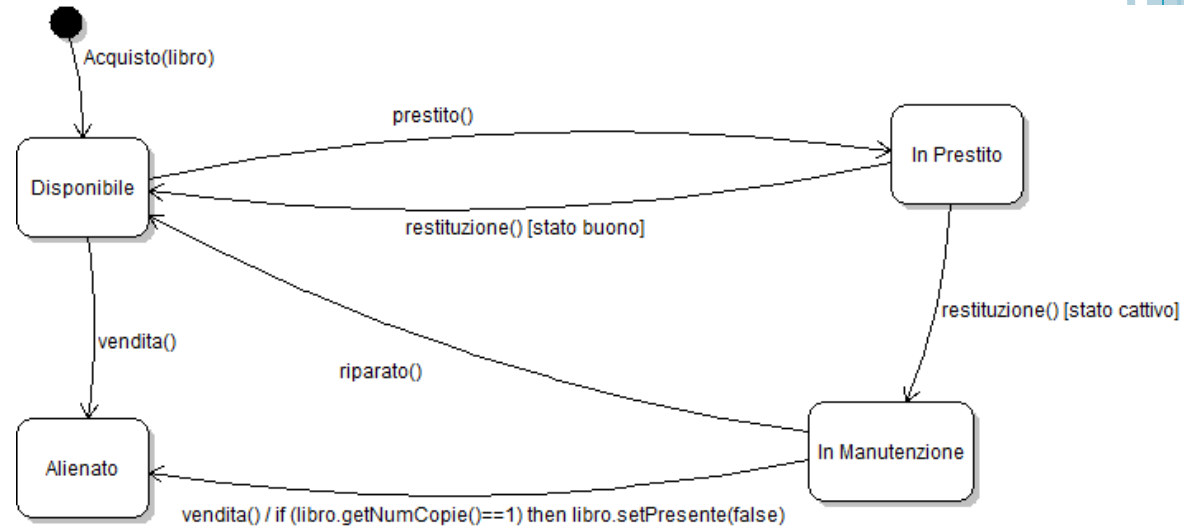 Acquisto(libro)
prestito()
In Prestito
Disponibile
restituzione() [stato buono]
restituzione() [stato cattivo]
vendita()
riparato()
In Manutenzione
Alienato
vendita() / if (libro.getNumCopie()==1) then libro.setPresente(false)